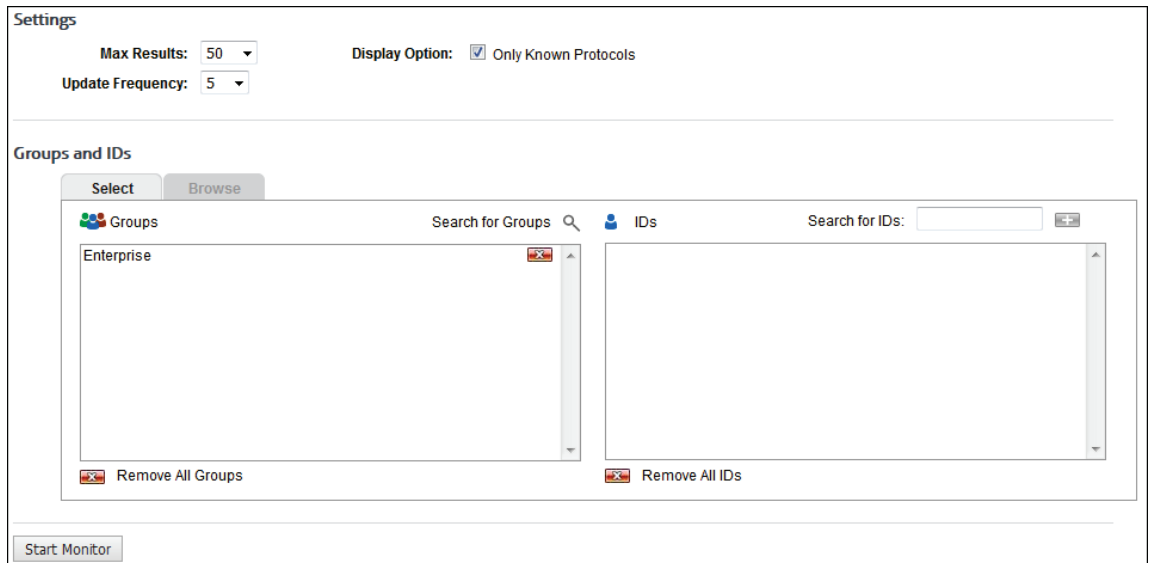 Settings
Max Results: 50 Display Option: Only Known Protocols
Update Frequency: 5
Groups and IDs
Select Browse
Groups Search for Groups IDs Search for IDs:
Enterprise
Remove All Groups Remove All IDs
Start Monitor